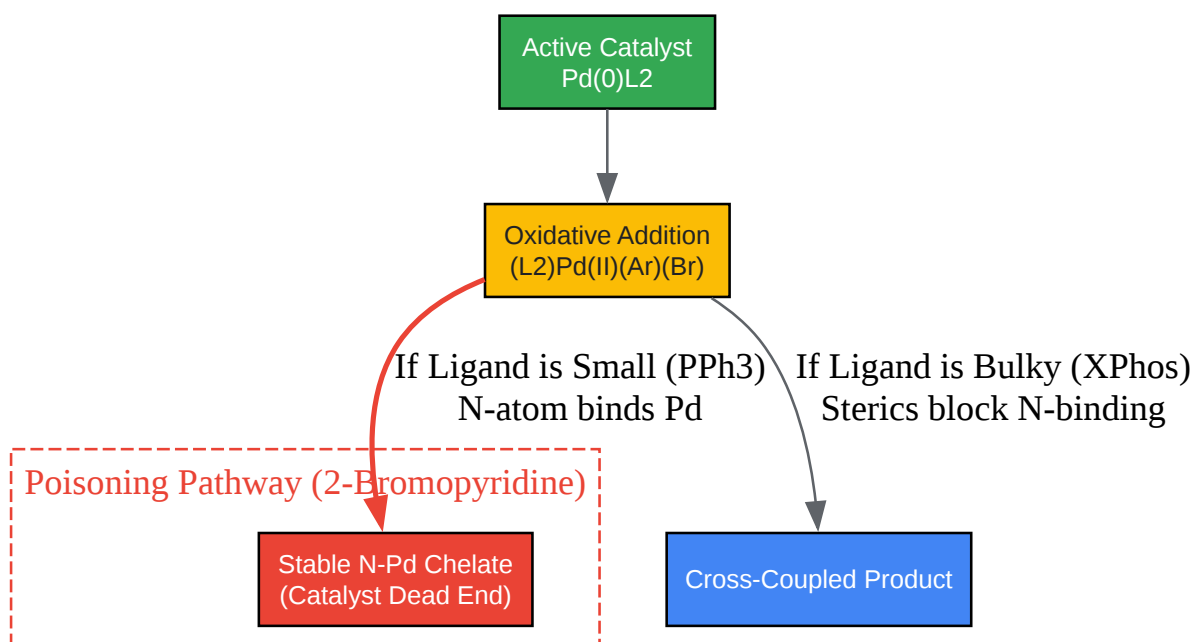 Active Catalyst
Pd(0)L2
Oxidative Addition
(L2)Pd(II)(Ar)(Br)
If Ligand is Small (PPh3)
N-atom binds Pd
If Ligand is Bulky (XPhos)
Sterics block N-binding
Poisoning Pathway (2-Bromopyridine)
Stable N-Pd Chelate
(Catalyst Dead End)
Cross-Coupled Product